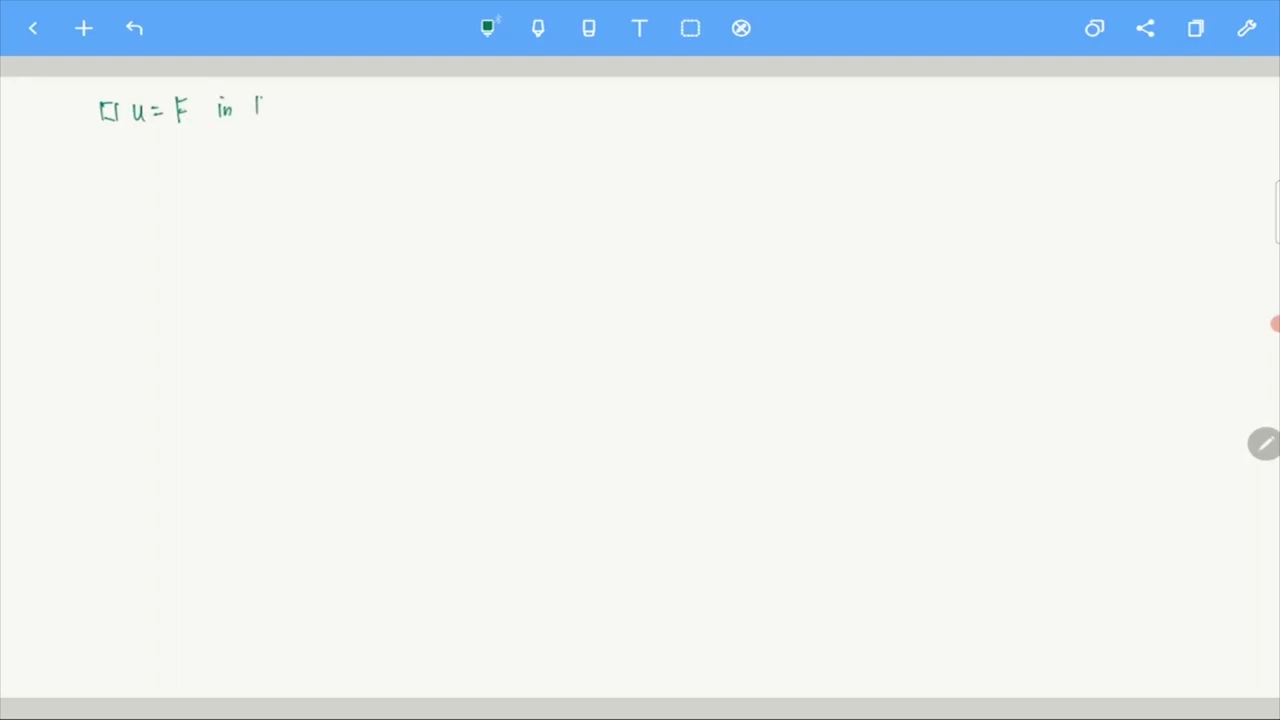 □ u = F in